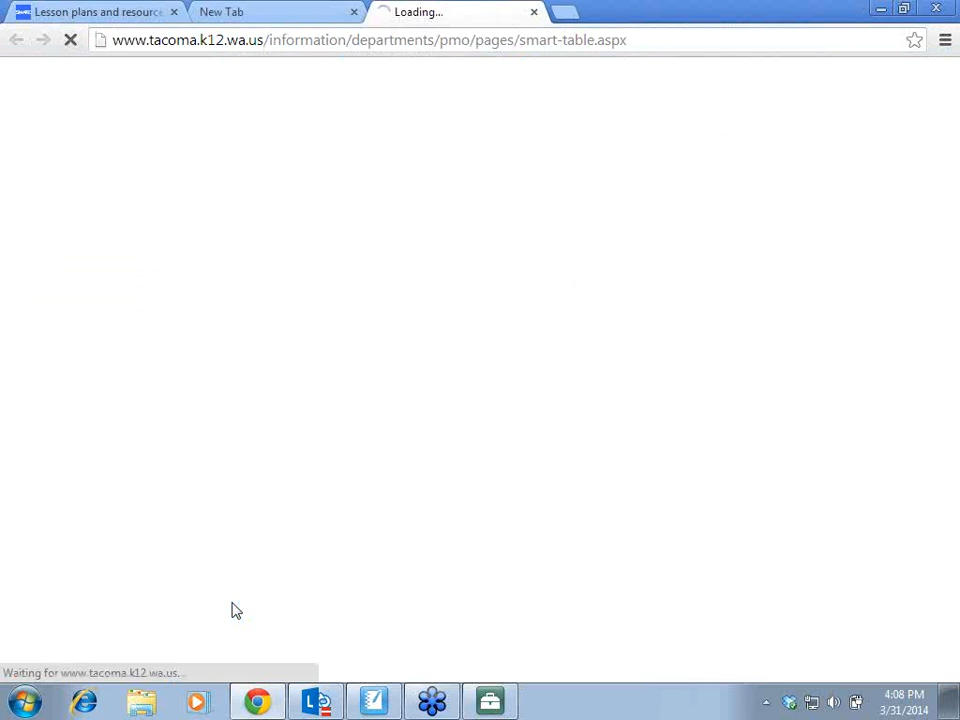 Lesson plans and resourc
New Tab
Loading...
www.tacoma.k12.wa.us/information/departments/pmo/pages/smart-table.aspx
Waiting for www.tacoma.k12.wa.us...
4:08 PM
3/31/2014